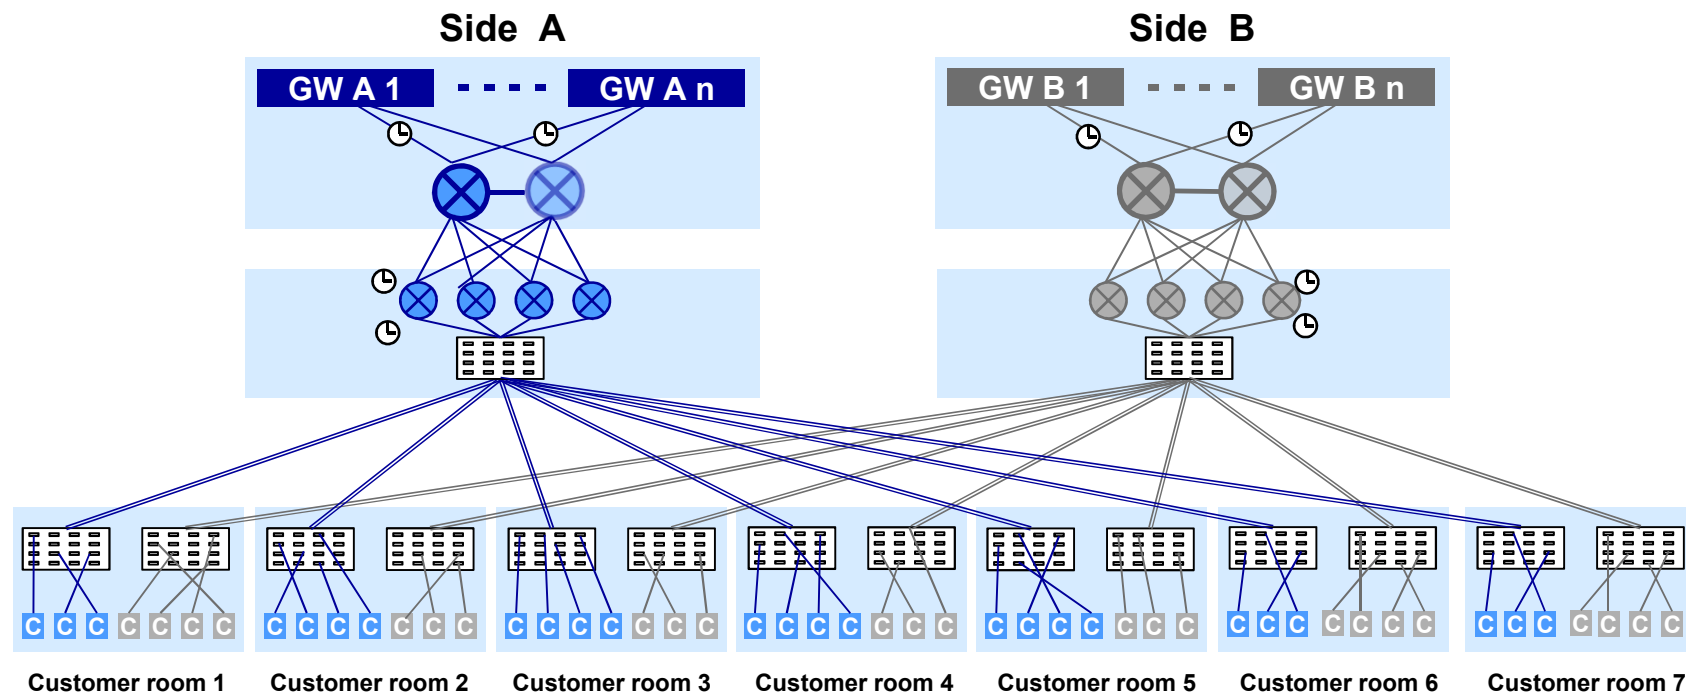 Side A
Side B
GW A 1
GW A n
GW B 1
GW B n
C C C C C C C
C C C C C C C
C C C C C C C
C C C C C C C
C C C C C C C
C C C C C C C
C C C C C C C
Customer room 1
Customer room 2
Customer room 3
Customer room 4
Customer room 5
Customer room 6
Customer room 7